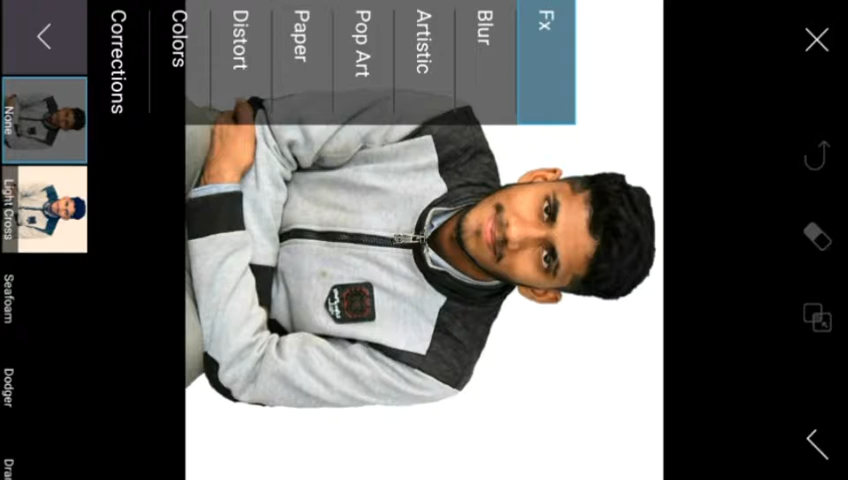 Fx
Blur
Artistic
Pop Art
Paper
Distort
Colors
Corrections
None
Light Cross
Seafoam
Dodger